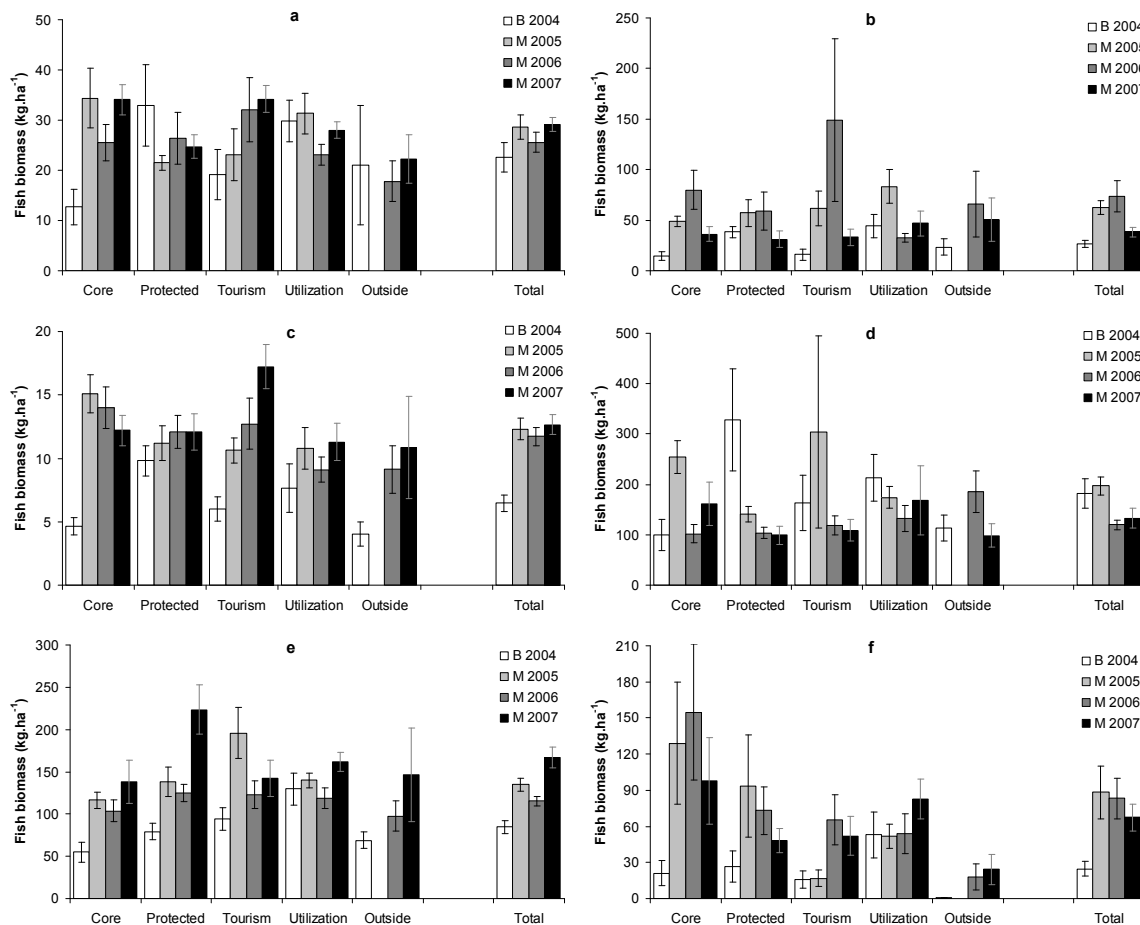 a
Fish biomass (kg.ha⁻¹)
50
40
30
20
10
0
Core Protected Tourism Utilization Outside Total
B 2004
M 2005
M 2006
M 2007
b
Fish biomass (kg.ha⁻¹)
250
200
150
100
50
0
Core Protected Tourism Utilization Outside Total
B 2004
M 2005
M 2006
M 2007
c
Fish biomass (kg.ha⁻¹)
20
15
10
5
0
Core Protected Tourism Utilization Outside Total
B 2004
M 2005
M 2006
M 2007
d
Fish biomass (kg.ha⁻¹)
500
400
300
200
100
0
Core Protected Tourism Utilization Outside Total
B 2004
M 2005
M 2006
M 2007
e
Fish biomass (kg.ha⁻¹)
300
250
200
150
100
50
0
Core Protected Tourism Utilization Outside Total
B 2004
M 2005
M 2006
M 2007
f
Fish biomass (kg.ha⁻¹)
210
180
150
120
90
60
30
0
Core Protected Tourism Utilization Outside Total
B 2004
M 2005
M 2006
M 2007